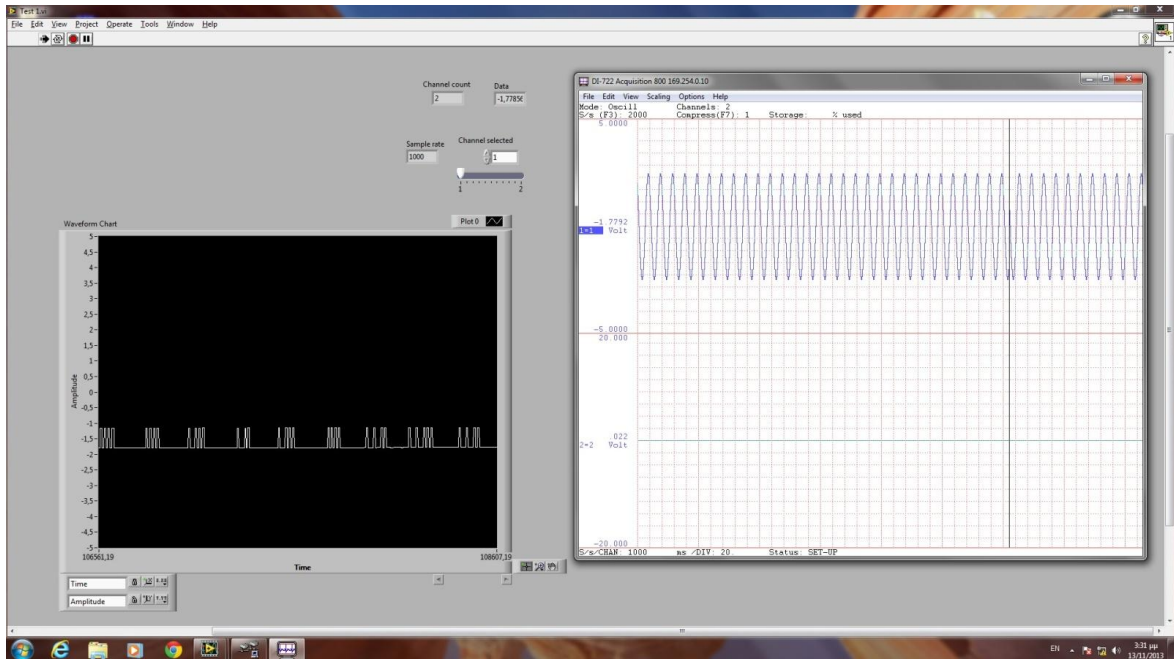 Test 1.vi
File Edit View Project Operate Tools Window Help
Channel count
2
Data
-1,7785
Sample rate
1000
Channel selected
1
1 2
Waveform Chart
Plot 0
5
4,5
4
3,5
3
2,5
2
1,5
1
0,5
0
-0,5
-1
-1,5
-2
-2,5
-3
-3,5
-4
-4,5
-5
Amplitude
106561,19 108607,19
Time
Time
Amplitude
DI-722 Acquisition 800 169.254.0.10
File Edit View Scaling Options Help
Mode: Oscill Channels: 2
S/s (F3): 2000 Compress(F7): 1 Storage: % used
5.0000
-1.7792
1=1 Volt
-5.0000
20.000
.022
2=2 Volt
-20.000
S/s/CHAN: 1000 ms /DIV: 20. Status: SET-UP
EN
3:31 μμ
13/11/2013